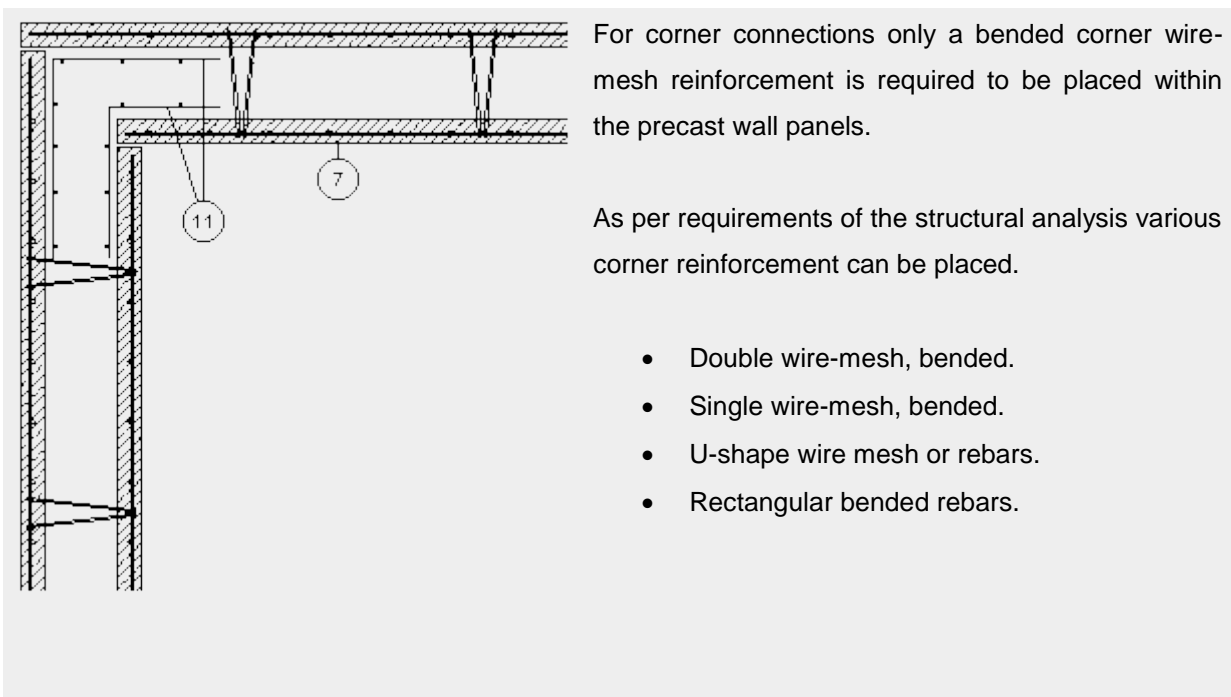 For corner connections only a bended corner wire-
mesh reinforcement is required to be placed within
the precast wall panels.
As per requirements of the structural analysis various
corner reinforcement can be placed.
• Double wire-mesh, bended.
• Single wire-mesh, bended.
• U-shape wire mesh or rebars.
• Rectangular bended rebars.
7
11